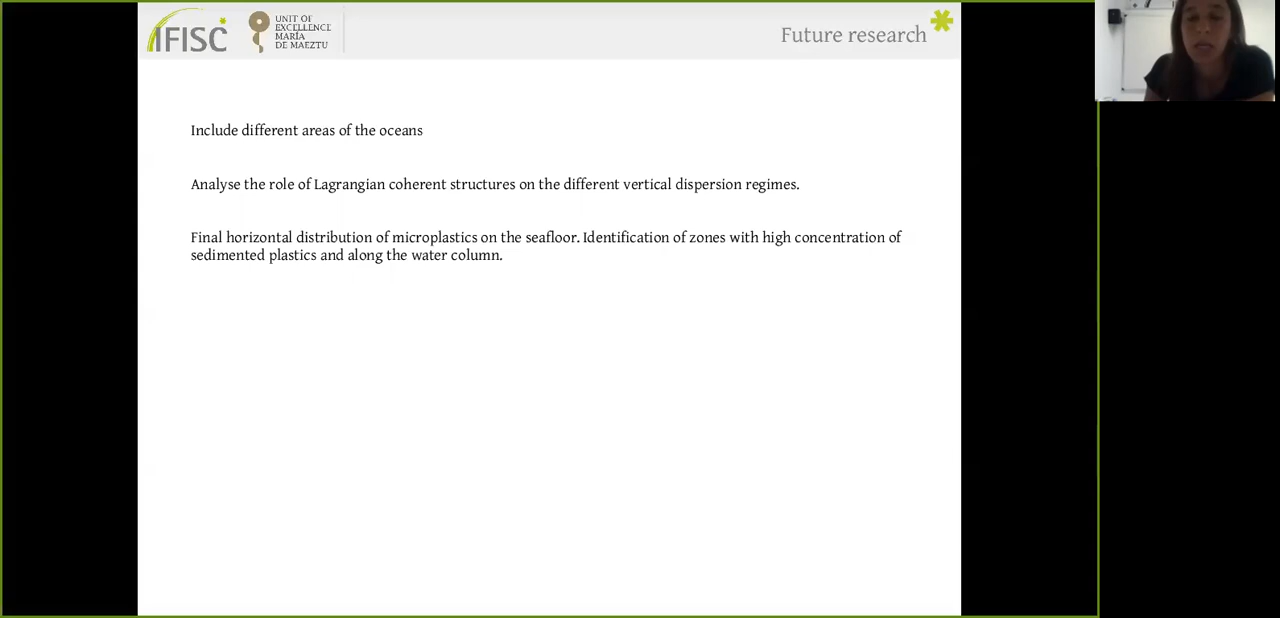 IFISC
UNIT OF
EXCELLENCE
MARÍA
DE MAEZTU
Future research
Include different areas of the oceans
Analyse the role of Lagrangian coherent structures on the different vertical dispersion regimes.
Final horizontal distribution of microplastics on the seafloor. Identification of zones with high concentration of
sedimented plastics and along the water column.